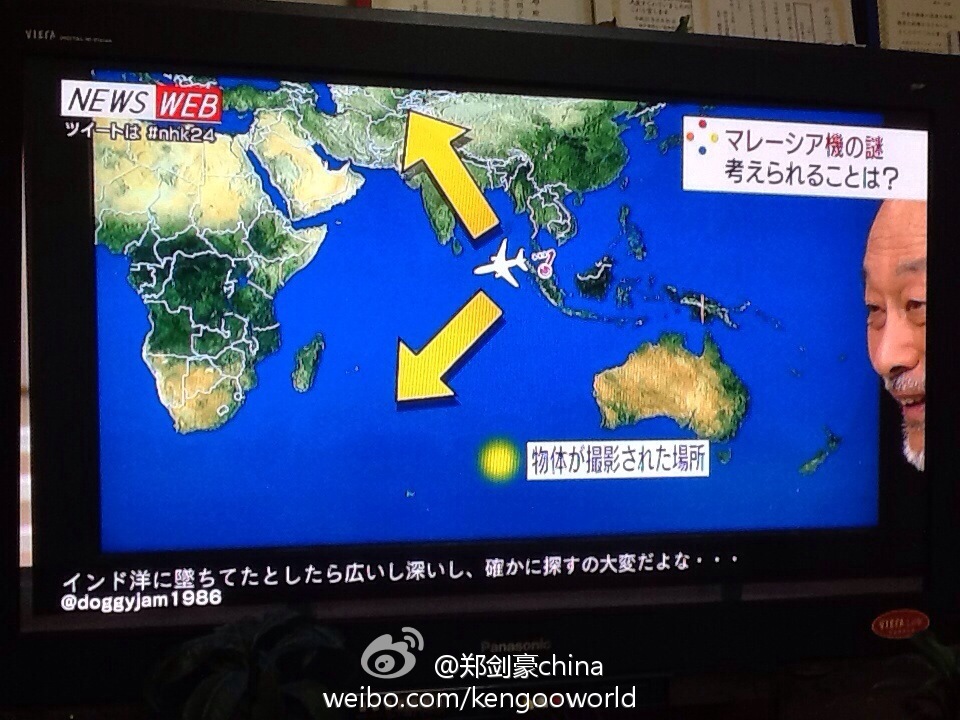 VIERA
NEWS WEB
ツイートは #nhk24
マレーシア機の謎
考えられることは?
物体が撮影された場所
インド洋に墜ちてたとしたら広いし深いし、確かに探すの大変だよな・・・
@doggyjam1986
Panasonic
VIERA
@郑剑豪china
weibo.com/kengooworld